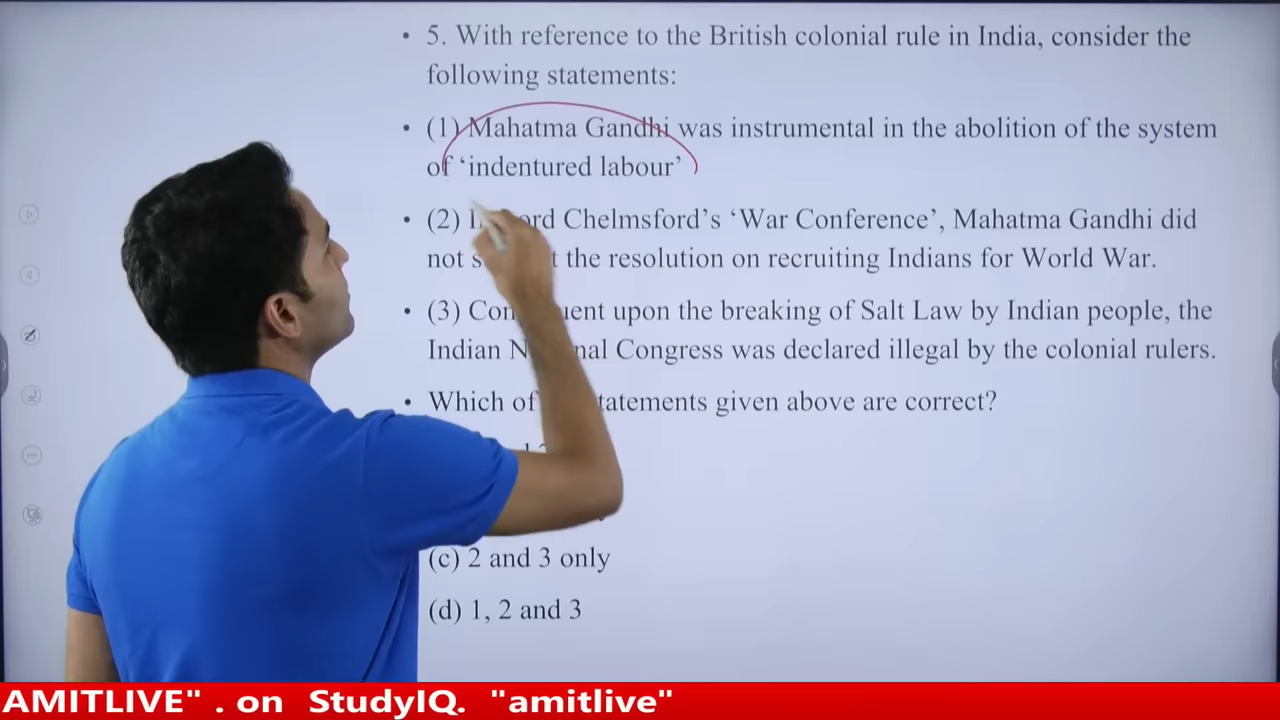 • 5. With reference to the British colonial rule in India, consider the
following statements:
• (1) Mahatma Gandhi was instrumental in the abolition of the system
of ‘indentured labour’
• (2) ord Chelmsford’s ‘War Conference’, Mahatma Gandhi did
not the resolution on recruiting Indians for World War.
• (3) upon the breaking of Salt Law by Indian people, the
Indian Congress was declared illegal by the colonial rulers.
• Which of tatements given above are correct?
(c) 2 and 3 only
(d) 1, 2 and 3
AMITLIVE" . on StudyIQ. "amitlive"